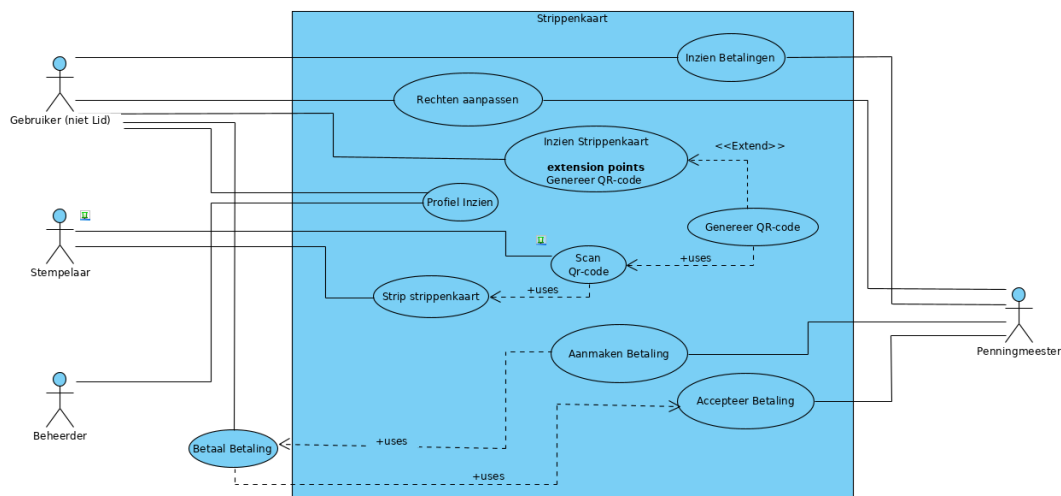 Strippenkaart
Inzien Betalingen
Rechten aanpassen
Gebruiker (niet Lid)
Inzien Strippenkaart
extension points
Genereer QR-code
<<Extend>>
Profiel Inzien
Genereer QR-code
Stempelaar
Scan
Qr-code
+uses
Strip strippenkaart
+uses
Aanmaken Betaling
Penningmeester
Beheerder
Accepteer Betaling
Betaal Betaling
+uses
+uses